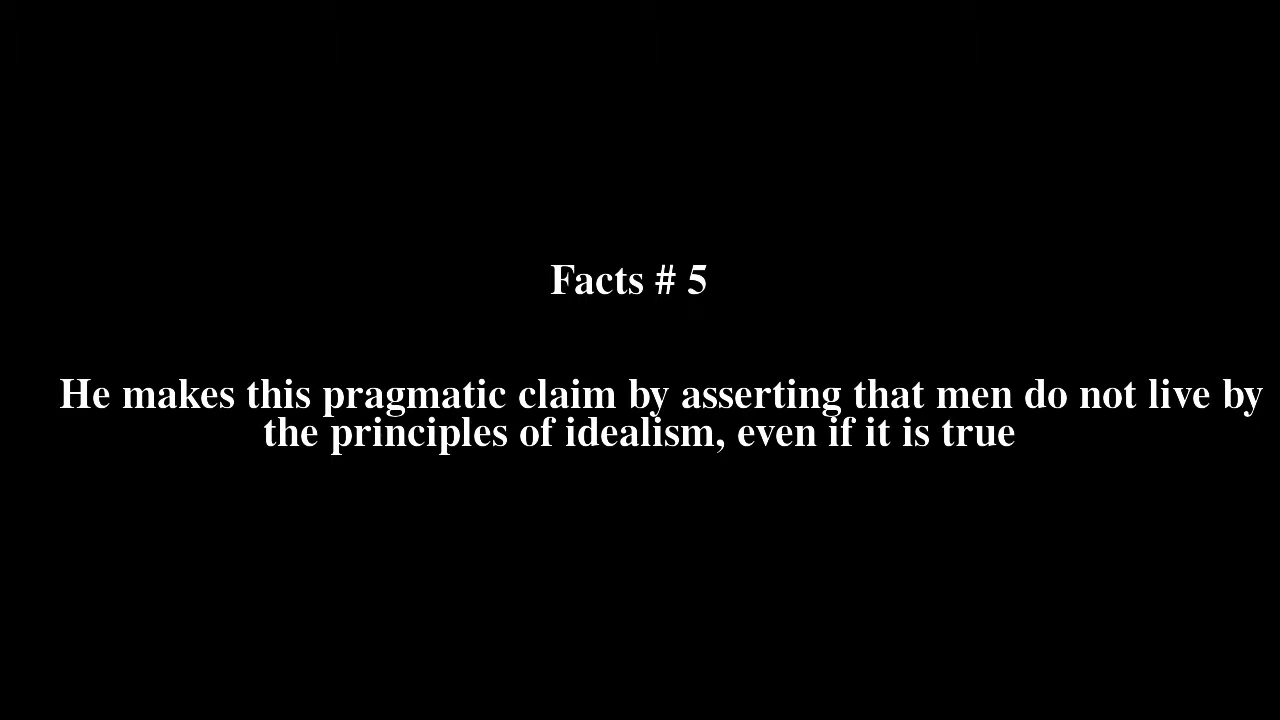 Facts # 5
He makes this pragmatic claim by asserting that men do not live by
the principles of idealism, even if it is true